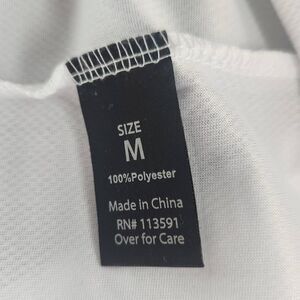 SIZE
M
100%Polyester
Made in China
RN# 113591
Over for Care